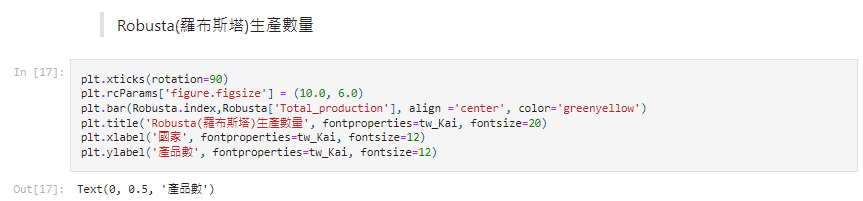 Robusta(羅布斯塔)生產數量
In [17]:
plt.xticks(rotation=90)
plt.rcParams['figure.figsize'] = (10.0, 6.0)
plt.bar(Robusta.index,Robusta['Total_production'], align ='center', color='greenyellow')
plt.title('Robusta(羅布斯塔)生產數量', fontproperties=tw_Kai, fontsize=20)
plt.xlabel('國家', fontproperties=tw_Kai, fontsize=12)
plt.ylabel('產品數', fontproperties=tw_Kai, fontsize=12)
Out[17]: Text(0, 0.5, '產品數')